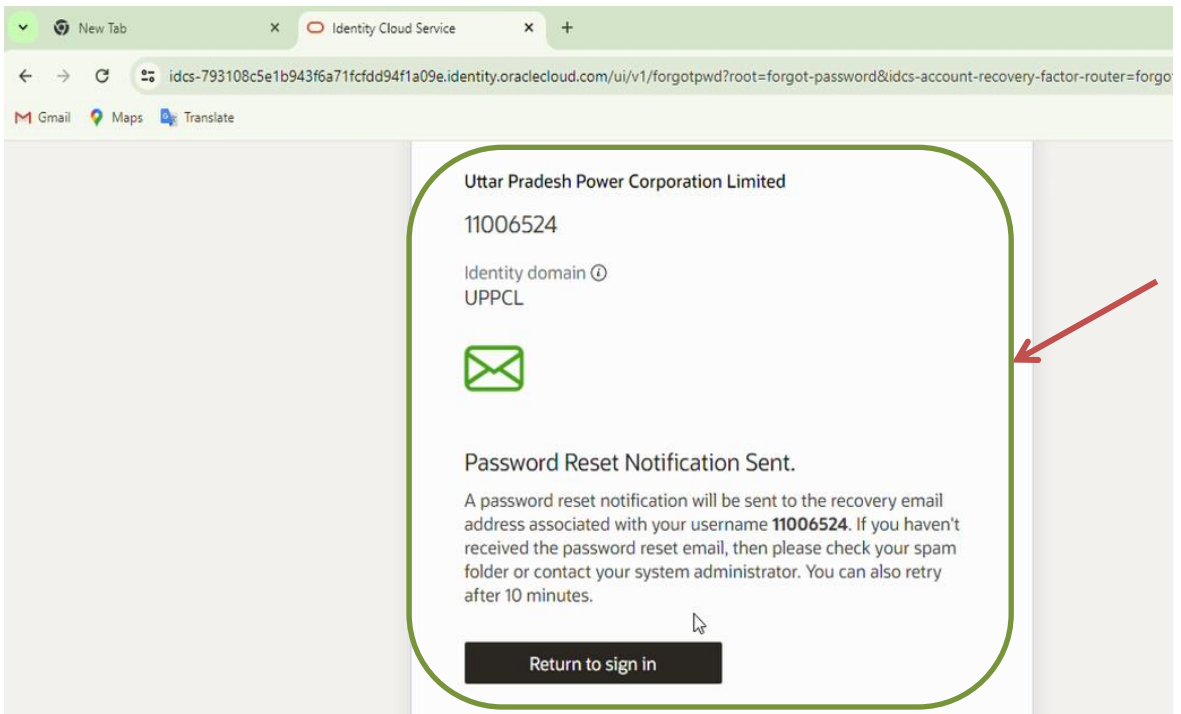 New Tab
Identity Cloud Service
idcs-793108c5e1b943f6a71fcfdd94f1a09e.identity.oraclecloud.com/ui/v1/forgotpwd?root=forgot-password&idcs-account-recovery-factor-router=forgo
Gmail Maps Translate
Uttar Pradesh Power Corporation Limited
11006524
Identity domain
UPPCL
Password Reset Notification Sent.
A password reset notification will be sent to the recovery email
address associated with your username 11006524. If you haven't
received the password reset email, then please check your spam
folder or contact your system administrator. You can also retry
after 10 minutes.
Return to sign in